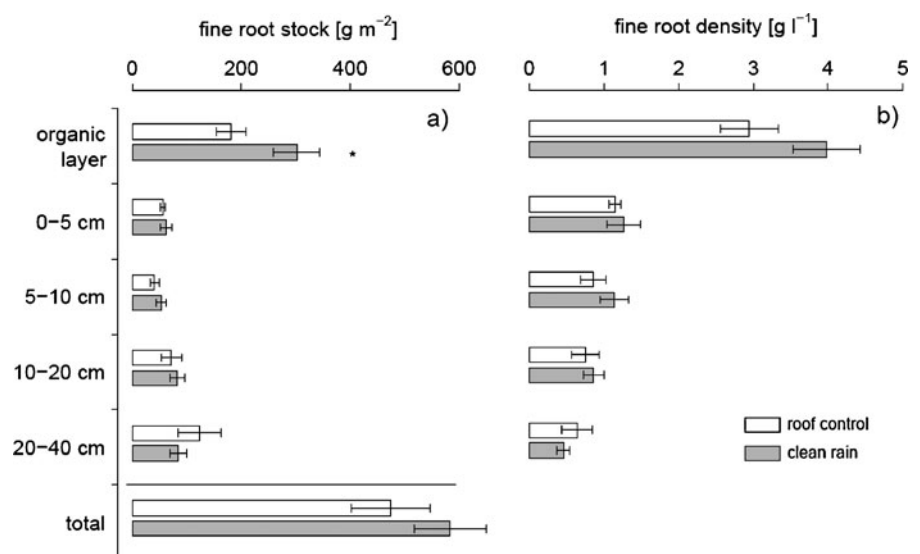 fine root stock [g m⁻²]
fine root density [g l⁻¹]
0 200 400 600
0 1 2 3 4 5
a)
b)
organic
layer
*
0−5 cm
5−10 cm
10−20 cm
20−40 cm
total
roof control
clean rain